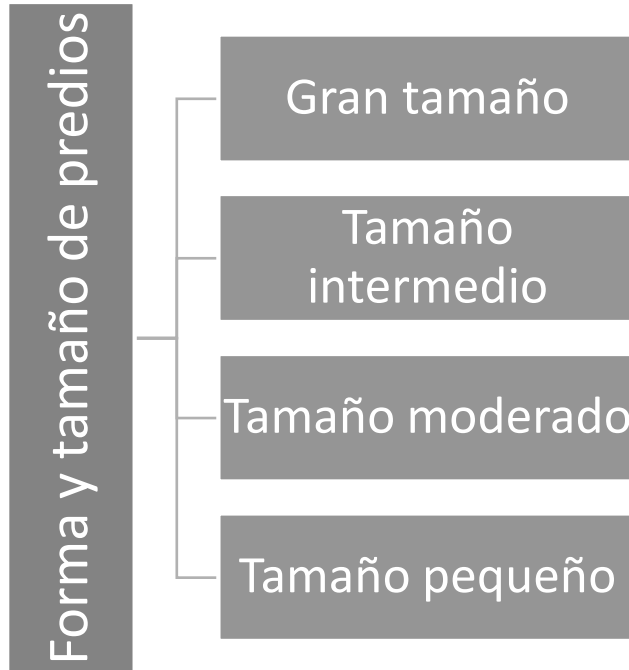 Forma y tamaño de predios
Gran tamaño
Tamaño
intermedio
Tamaño moderado
Tamaño pequeño